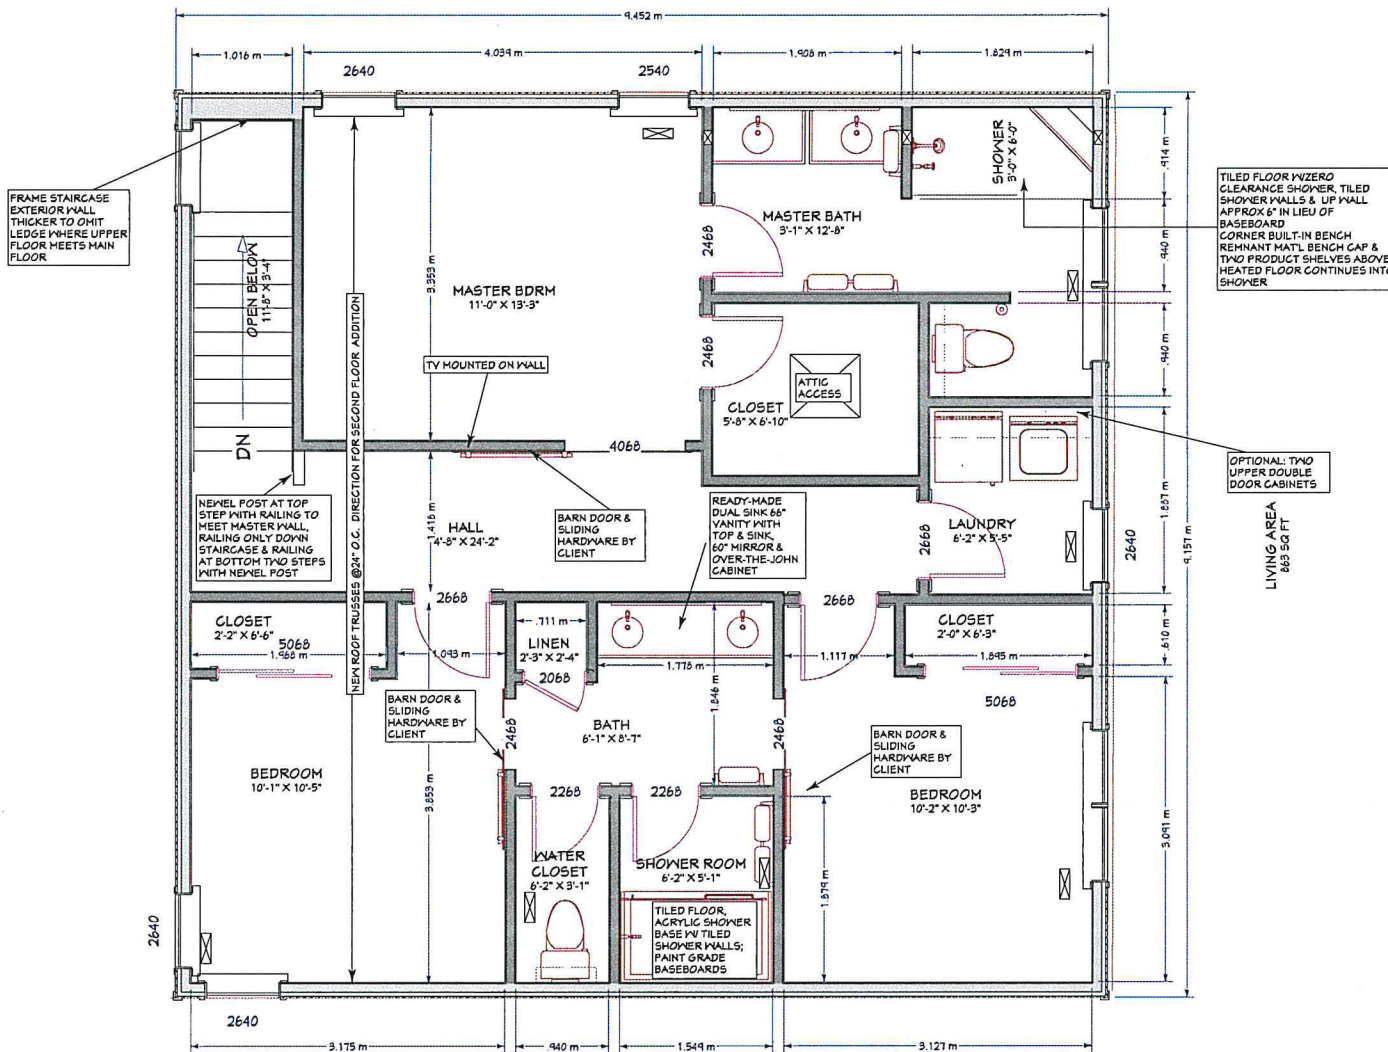 9.452 m
1.016 m
4.039 m
1.908 m
1.829 m
2640
2540
FRAME STAIRCASE
EXTERIOR WALL
THICKER TO OMIT
LEDGE WHERE UPPER
FLOOR MEETS MAIN
FLOOR
OPEN BELOW
11'-8" X 3'-4"
DN
NEW ROOF TRUSSES @24" O.C. DIRECTION FOR SECOND FLOOR ADDITION
3.353 m
MASTER BDRM
11'-0" X 13'-3"
TV MOUNTED ON WALL
2468
MASTER BATH
3'-1" X 12'-8"
SHOWER
3'-0" X 6'-0"
.914 m
.940 m
.940 m
TILED FLOOR W/ZERO
CLEARANCE SHOWER, TILED
SHOWER WALLS & UP WALL
APPROX 6" IN LIEU OF
BASEBOARD
CORNER BUILT-IN BENCH
REMNANT MAT'L BENCH CAP &
TWO PRODUCT SHELVES ABOVE
HEATED FLOOR CONTINUES INTO
SHOWER
2468
ATTIC
ACCESS
CLOSET
5'-8" X 6'-10"
4068
OPTIONAL: TWO
UPPER DOUBLE
DOOR CABINETS
NEWEL POST AT TOP
STEP WITH RAILING TO
MEET MASTER WALL,
RAILING ONLY DOWN
STAIRCASE & RAILING
AT BOTTOM TWO STEPS
WITH NEWEL POST
1.418 m
HALL
4'-8" X 24'-2"
BARN DOOR &
SLIDING
HARDWARE BY
CLIENT
READY-MADE
DUAL SINK 66"
VANITY WITH
TOP & SINK,
60" MIRROR &
OVER-THE-JOHN
CABINET
2668
LAUNDRY
6'-2" X 5'-5"
1.887 m
2640
9.157 m
LIVING AREA
863 SQ FT
2668
2668
CLOSET
2'-2" X 6'-6"
5068
1.968 m
1.093 m
.711 m
LINEN
2'-3" X 2'-4"
2068
1.778 m
1.117 m
CLOSET
2'-0" X 6'-3"
1.895 m
.610 m
5068
BARN DOOR &
SLIDING
HARDWARE BY
CLIENT
2468
BATH
6'-1" X 8'-7"
1.846 m
2468
BARN DOOR &
SLIDING
HARDWARE BY
CLIENT
BEDROOM
10'-1" X 10'-5"
3.853 m
2268
2268
BEDROOM
10'-2" X 10'-3"
3.091 m
WATER
CLOSET
6'-2" X 3'-1"
SHOWER ROOM
6'-2" X 5'-1"
1.879 m
TILED FLOOR,
ACRYLIC SHOWER
BASE W/ TILED
SHOWER WALLS;
PAINT GRADE
BASEBOARDS
2640
2640
3.175 m
.940 m
1.549 m
3.127 m